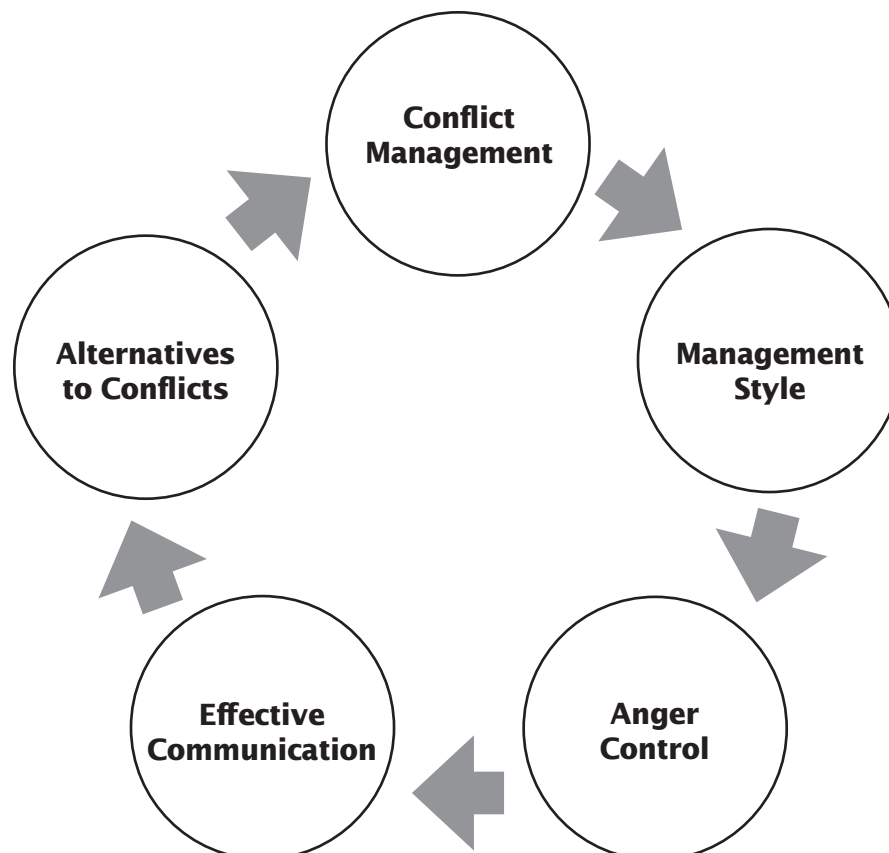 Conflict
Management
Management
Style
Anger
Control
Effective
Communication
Alternatives
to Conflicts